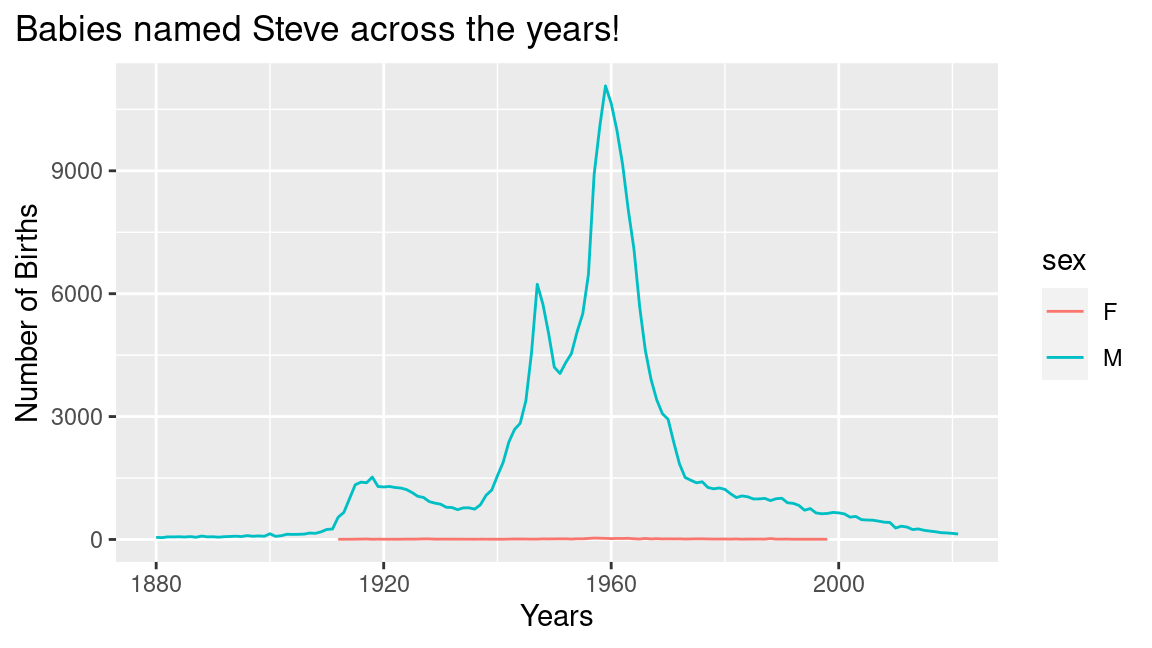 Babies named Steve across the years!
Number of Births
9000
6000
3000
0
1880 1920 1960 2000
Years
sex
F
M